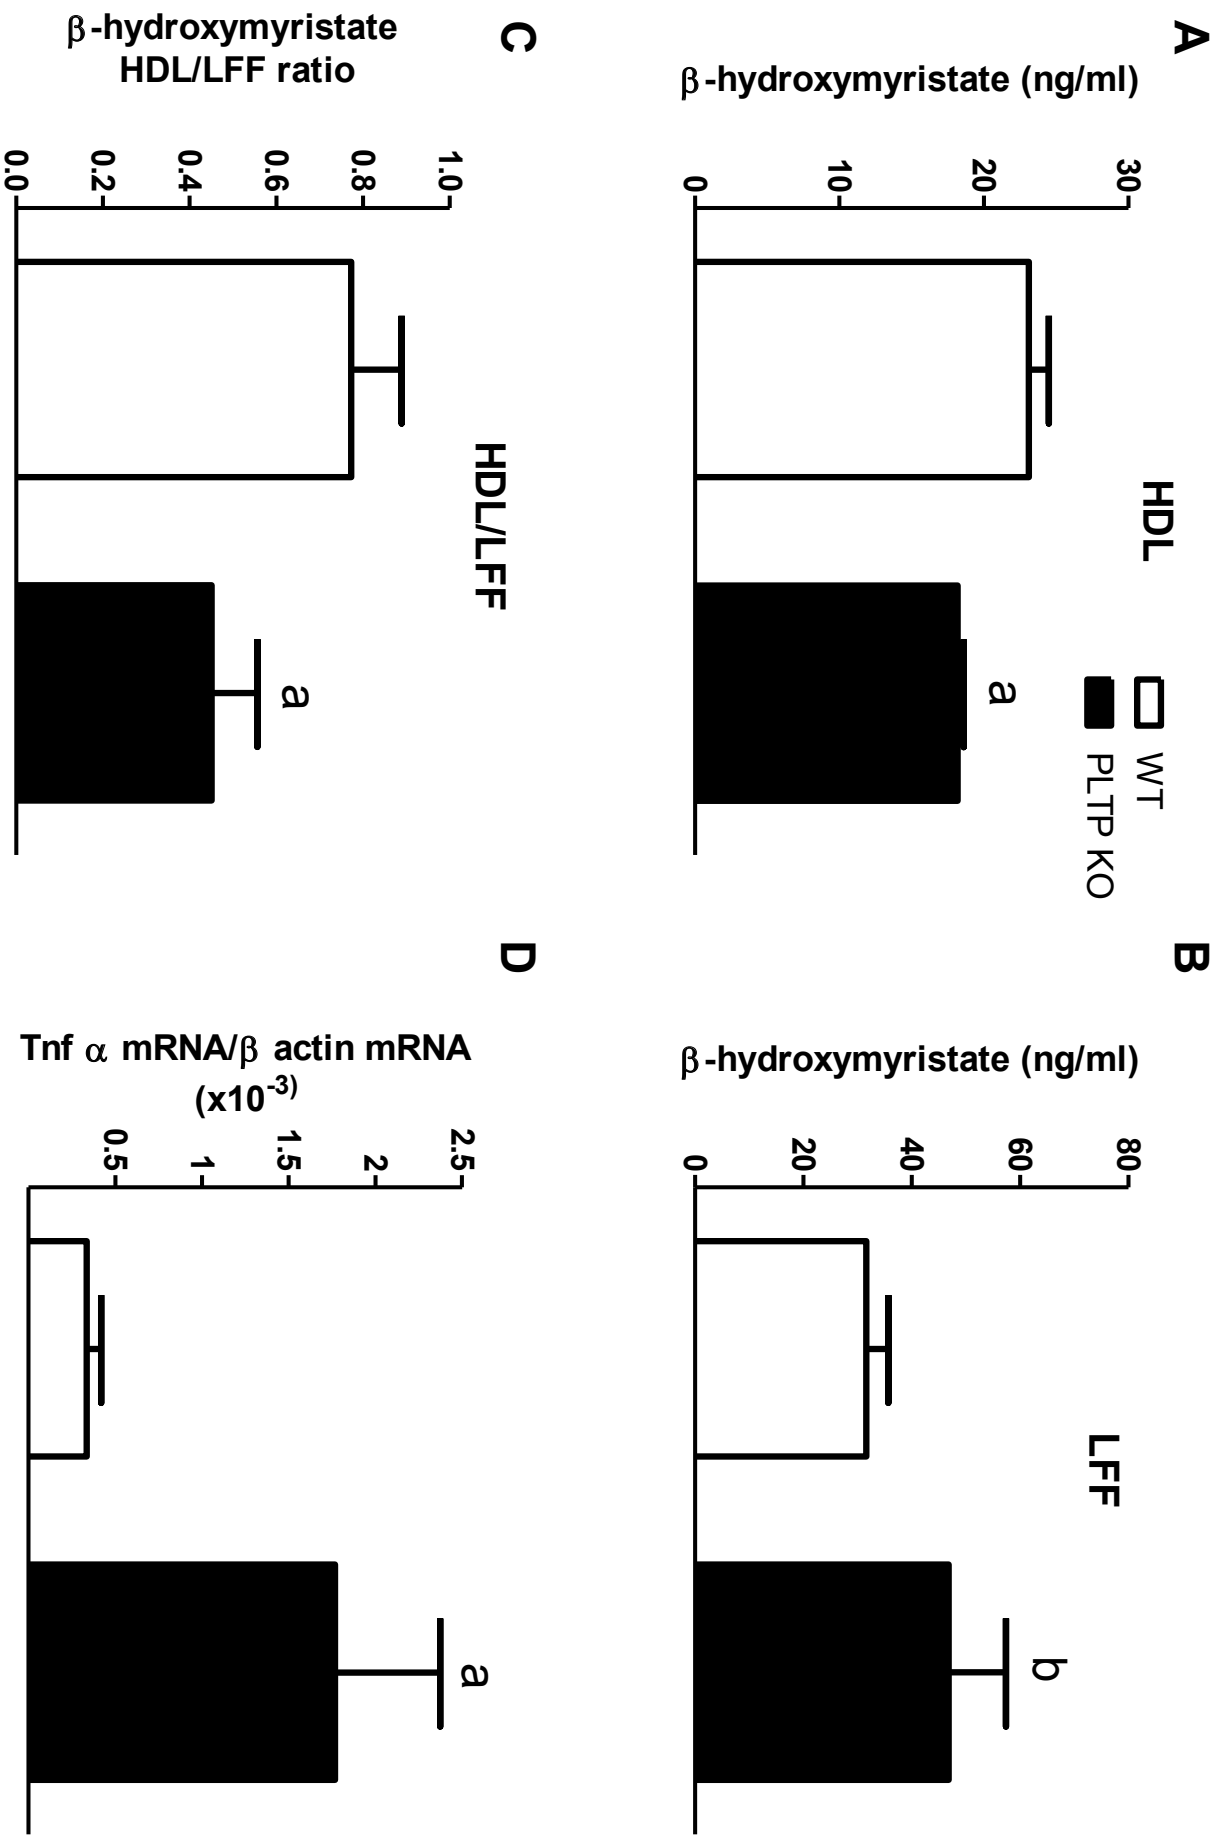 A
HDL
WT
PLTP KO
β-hydroxymyristate (ng/ml)
30
20
10
0
a
B
LFF
β-hydroxymyristate (ng/ml)
80
60
40
20
0
b
C
HDL/LFF
β-hydroxymyristate
HDL/LFF ratio
1.0
0.8
0.6
0.4
0.2
0.0
a
D
Tnf α mRNA/β actin mRNA
(x10⁻³)
2.5
2
1.5
1
0.5
a